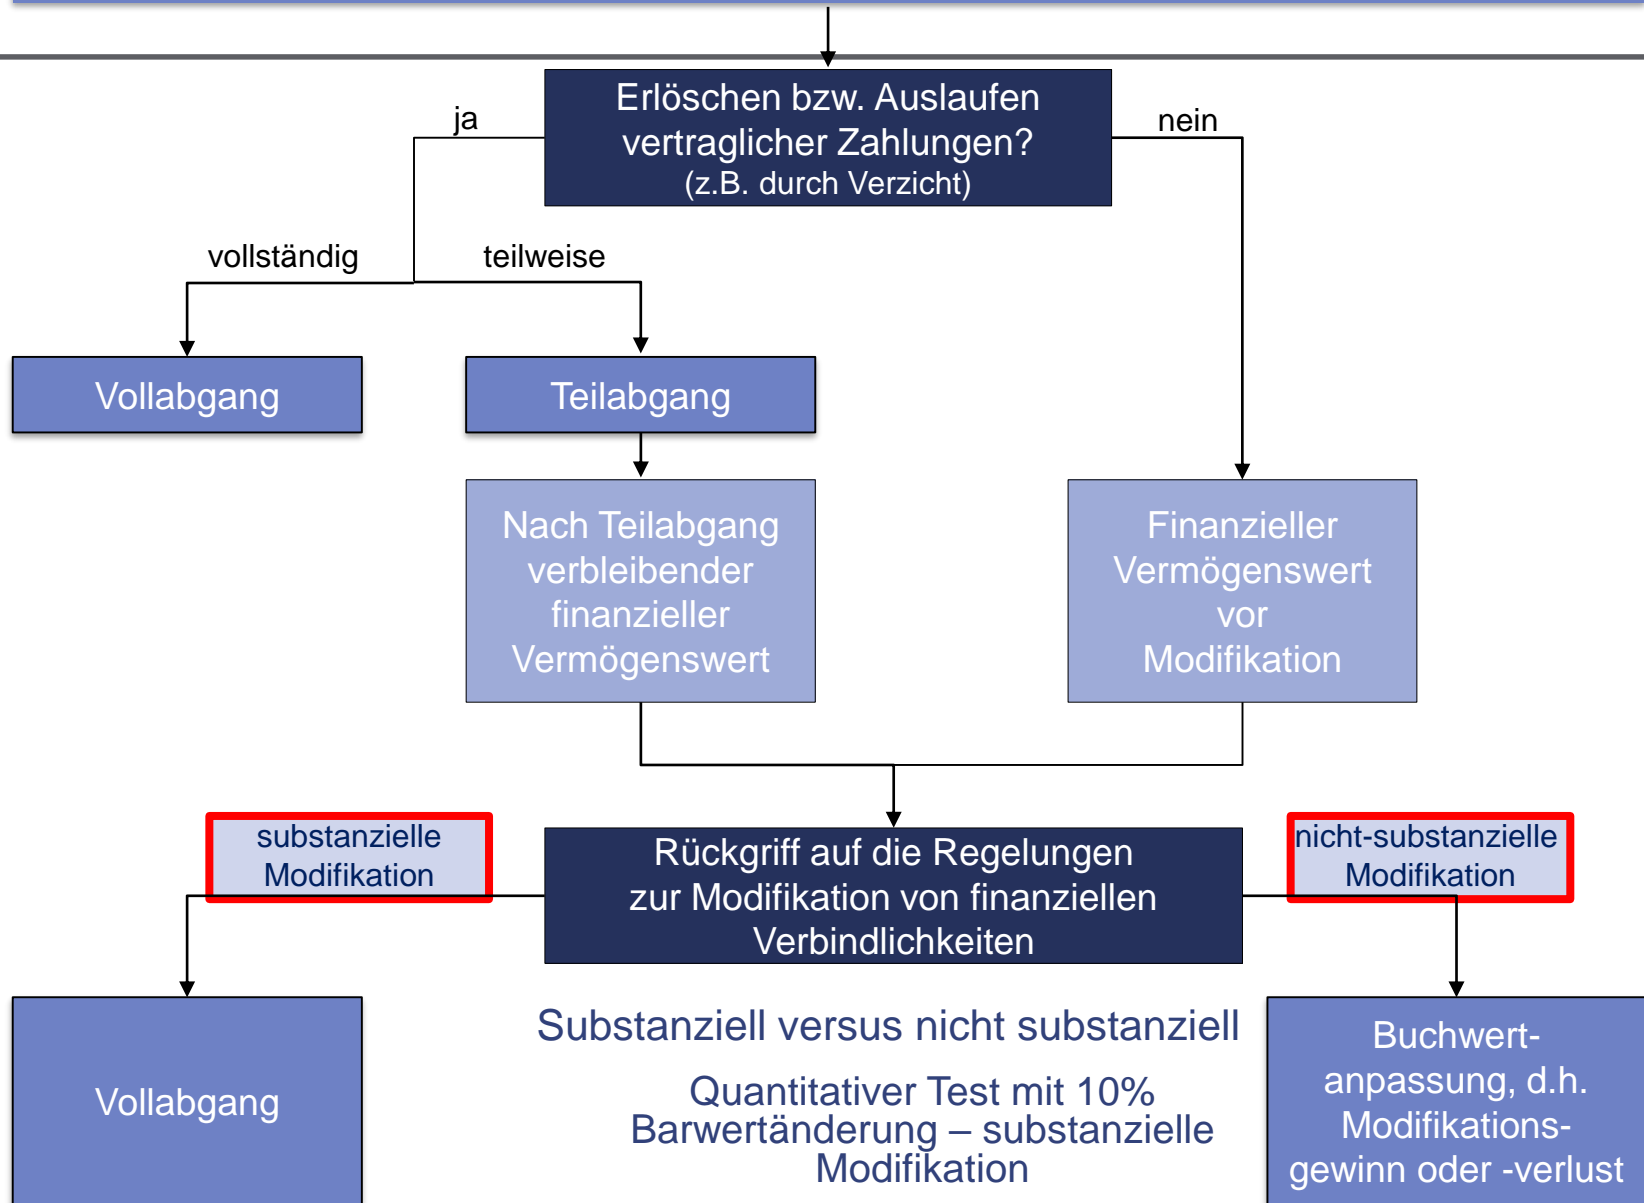 Erlöschen bzw. Auslaufen
vertraglicher Zahlungen?
(z.B. durch Verzicht)
ja
nein
vollständig
teilweise
Vollabgang
Teilabgang
Nach Teilabgang
verbleibender
finanzieller
Vermögenswert
Finanzieller
Vermögenswert
vor
Modifikation
substanzielle
Modifikation
Rückgriff auf die Regelungen
zur Modifikation von finanziellen
Verbindlichkeiten
nicht-substanzielle
Modifikation
Vollabgang
Substanziell versus nicht substanziell
Quantitativer Test mit 10%
Barwertänderung – substanzielle
Modifikation
Buchwert-
anpassung, d.h.
Modifikations-
gewinn oder -verlust